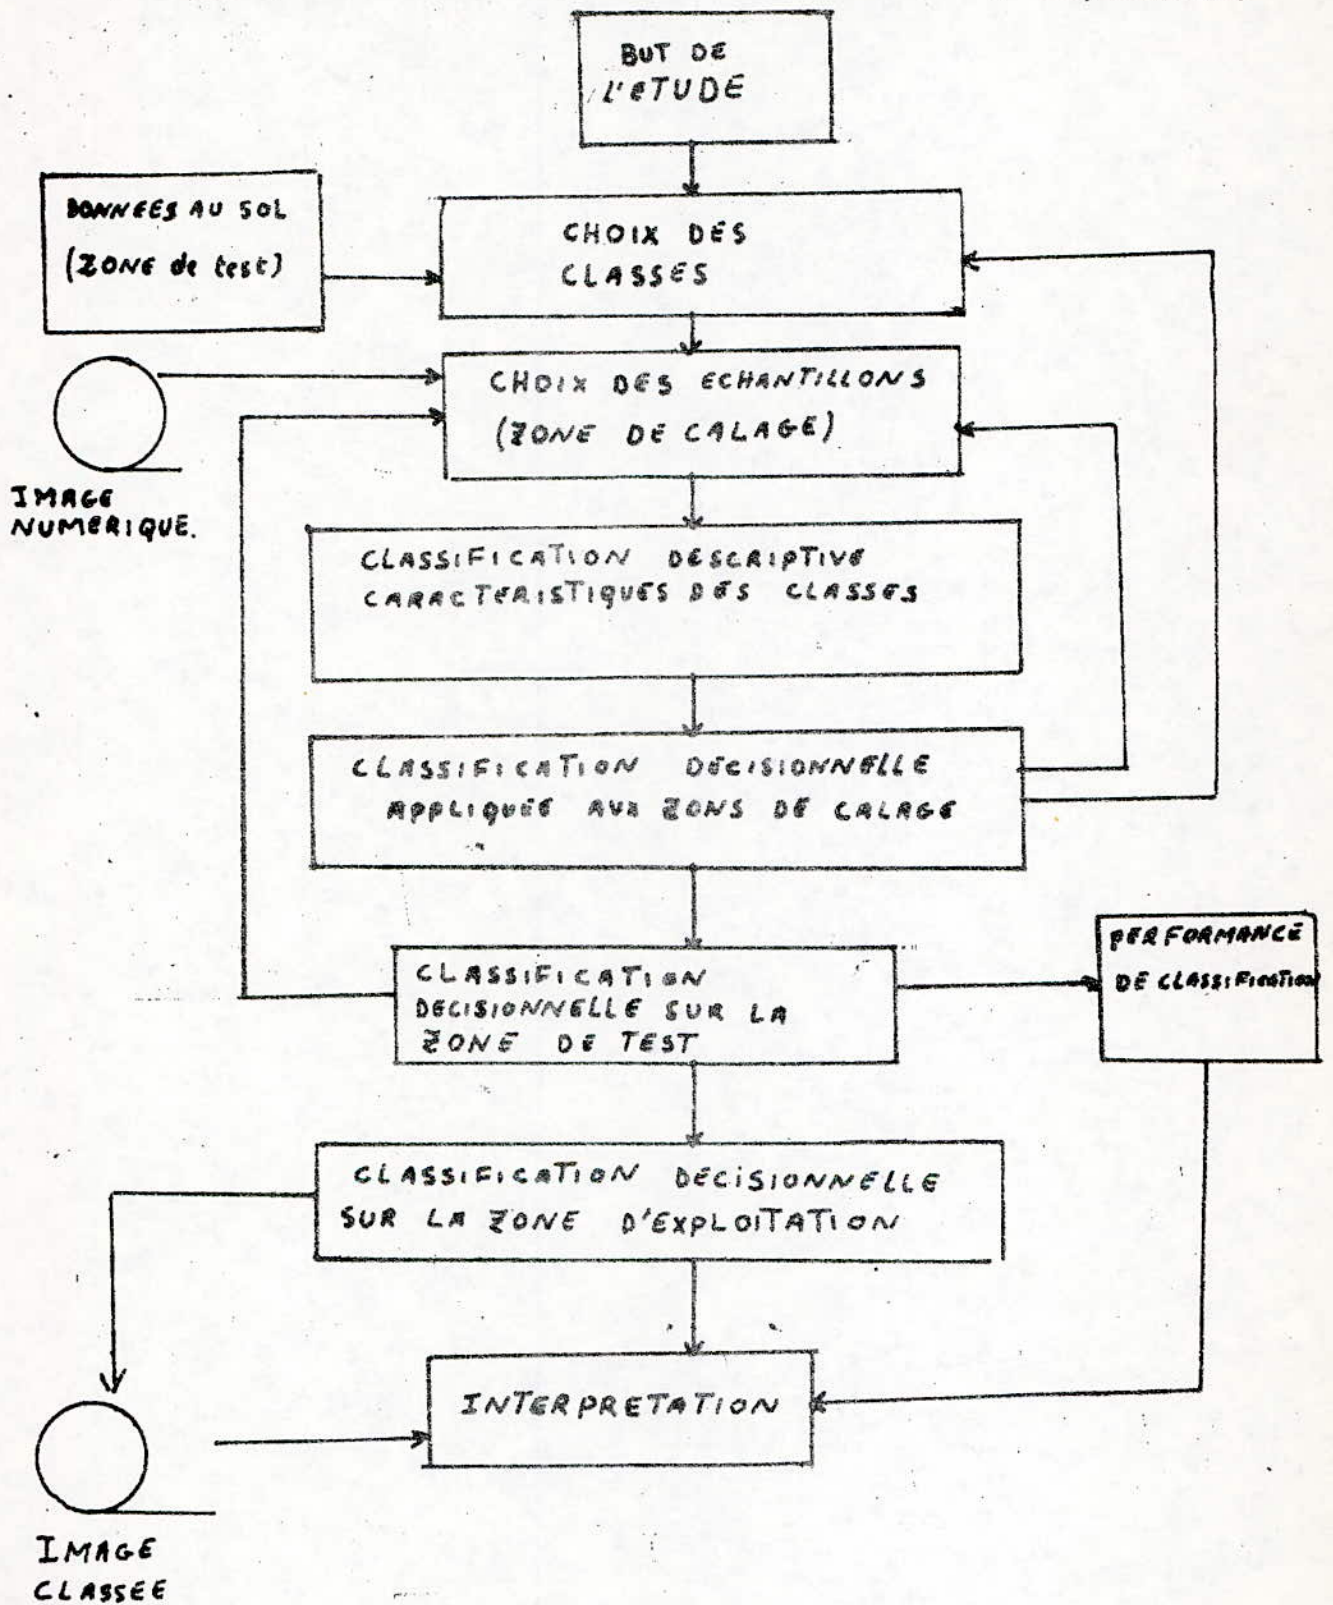 BUT DE
L'ETUDE
DONNEES AU SOL
(ZONE de test)
CHOIX DES
CLASSES
CHOIX DES ECHANTILLONS
(ZONE DE CALAGE)
IMAGE
NUMERIQUE.
CLASSIFICATION DESCRIPTIVE
CARACTERISTIQUES DES CLASSES
CLASSIFICATION DECISIONNELLE
APPLIQUEE AUX ZONS DE CALAGE
CLASSIFICATION
DECISIONNELLE SUR LA
ZONE DE TEST
PERFORMANCE
DE CLASSIFICATION
CLASSIFICATION DECISIONNELLE
SUR LA ZONE D'EXPLOITATION
INTERPRETATION
IMAGE
CLASSEE